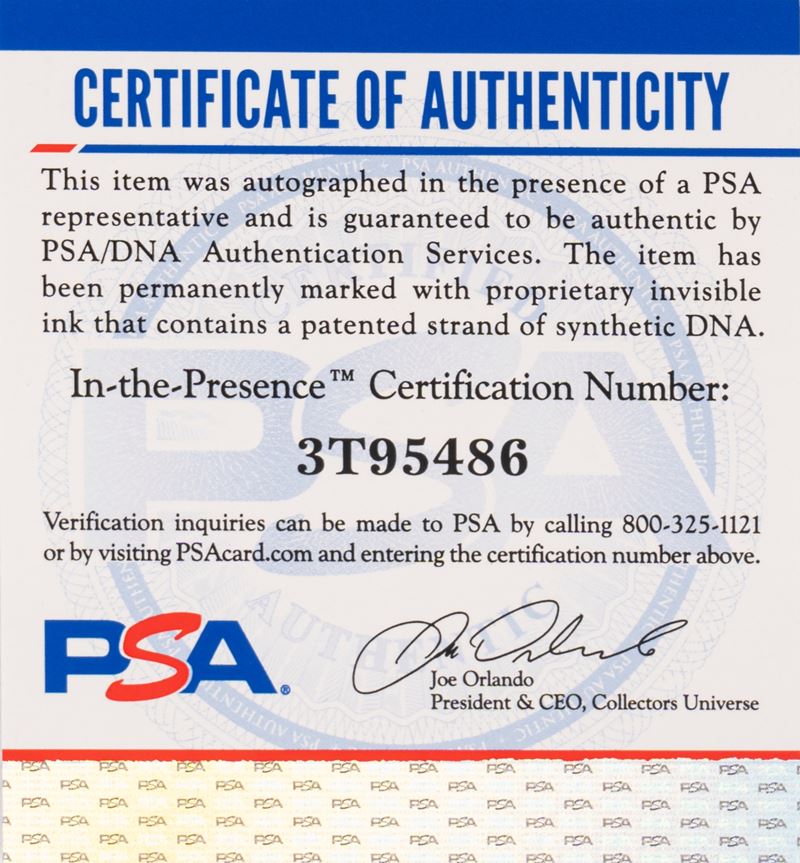 CERTIFICATE OF AUTHENTICITY
This item was autographed in the presence of a PSA
representative and is guaranteed to be authentic by
PSA/DNA Authentication Services. The item has
been permanently marked with proprietary invisible
ink that contains a patented strand of synthetic DNA.
In-the-Presence™ Certification Number:
3T95486
Verification inquiries can be made to PSA by calling 800-325-1121
or by visiting PSAcard.com and entering the certification number above.
PSA®
Joe Orlando
President & CEO, Collectors Universe